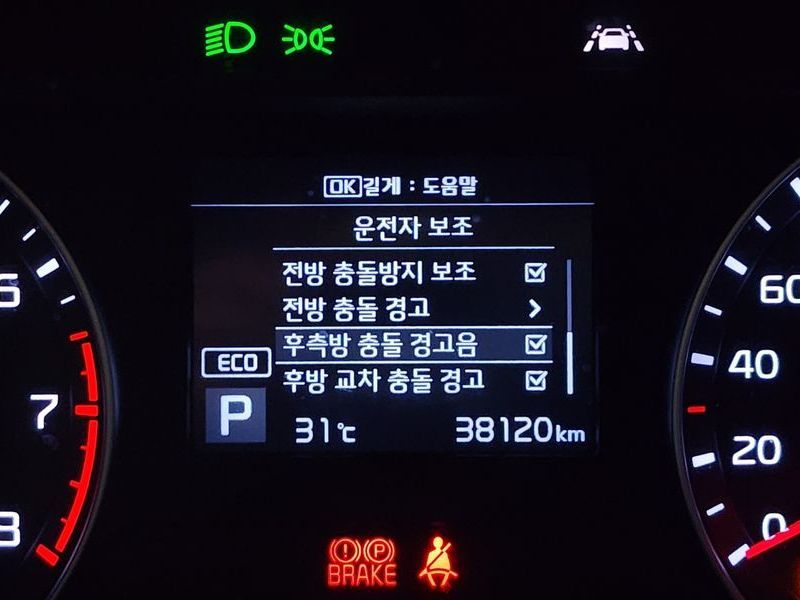 OK 길게 : 도움말
운전자 보조
전방 충돌방지 보조
전방 충돌 경고
후측방 충돌 경고음
후방 교차 충돌 경고
ECO
P
31℃
38120km
6
7
8
60
40
20
0
P
BRAKE